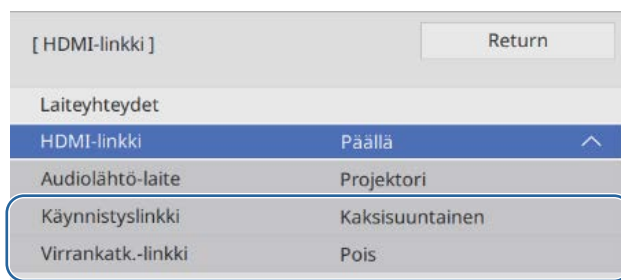 [ HDMI-linkki ] Return
Laiteyhteydet
HDMI-linkki Päällä
Audiolähtö-laite Projektori
Käynnistyslinkki Kaksisuuntainen
Virrankatk.-linkki Pois